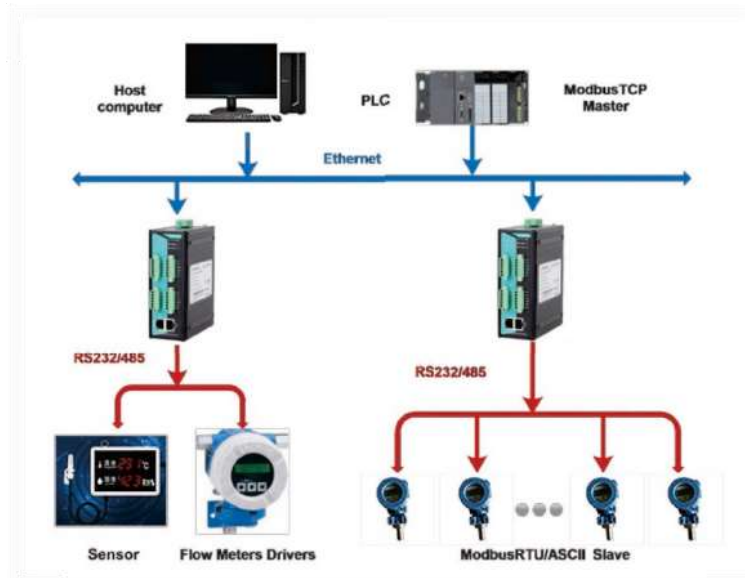 Host
computer
PLC
ModbusTCP
Master
Ethernet
RS232/485
RS232/485
Sensor
Flow Meters Drivers
ModbusRTU/ASCII Slave